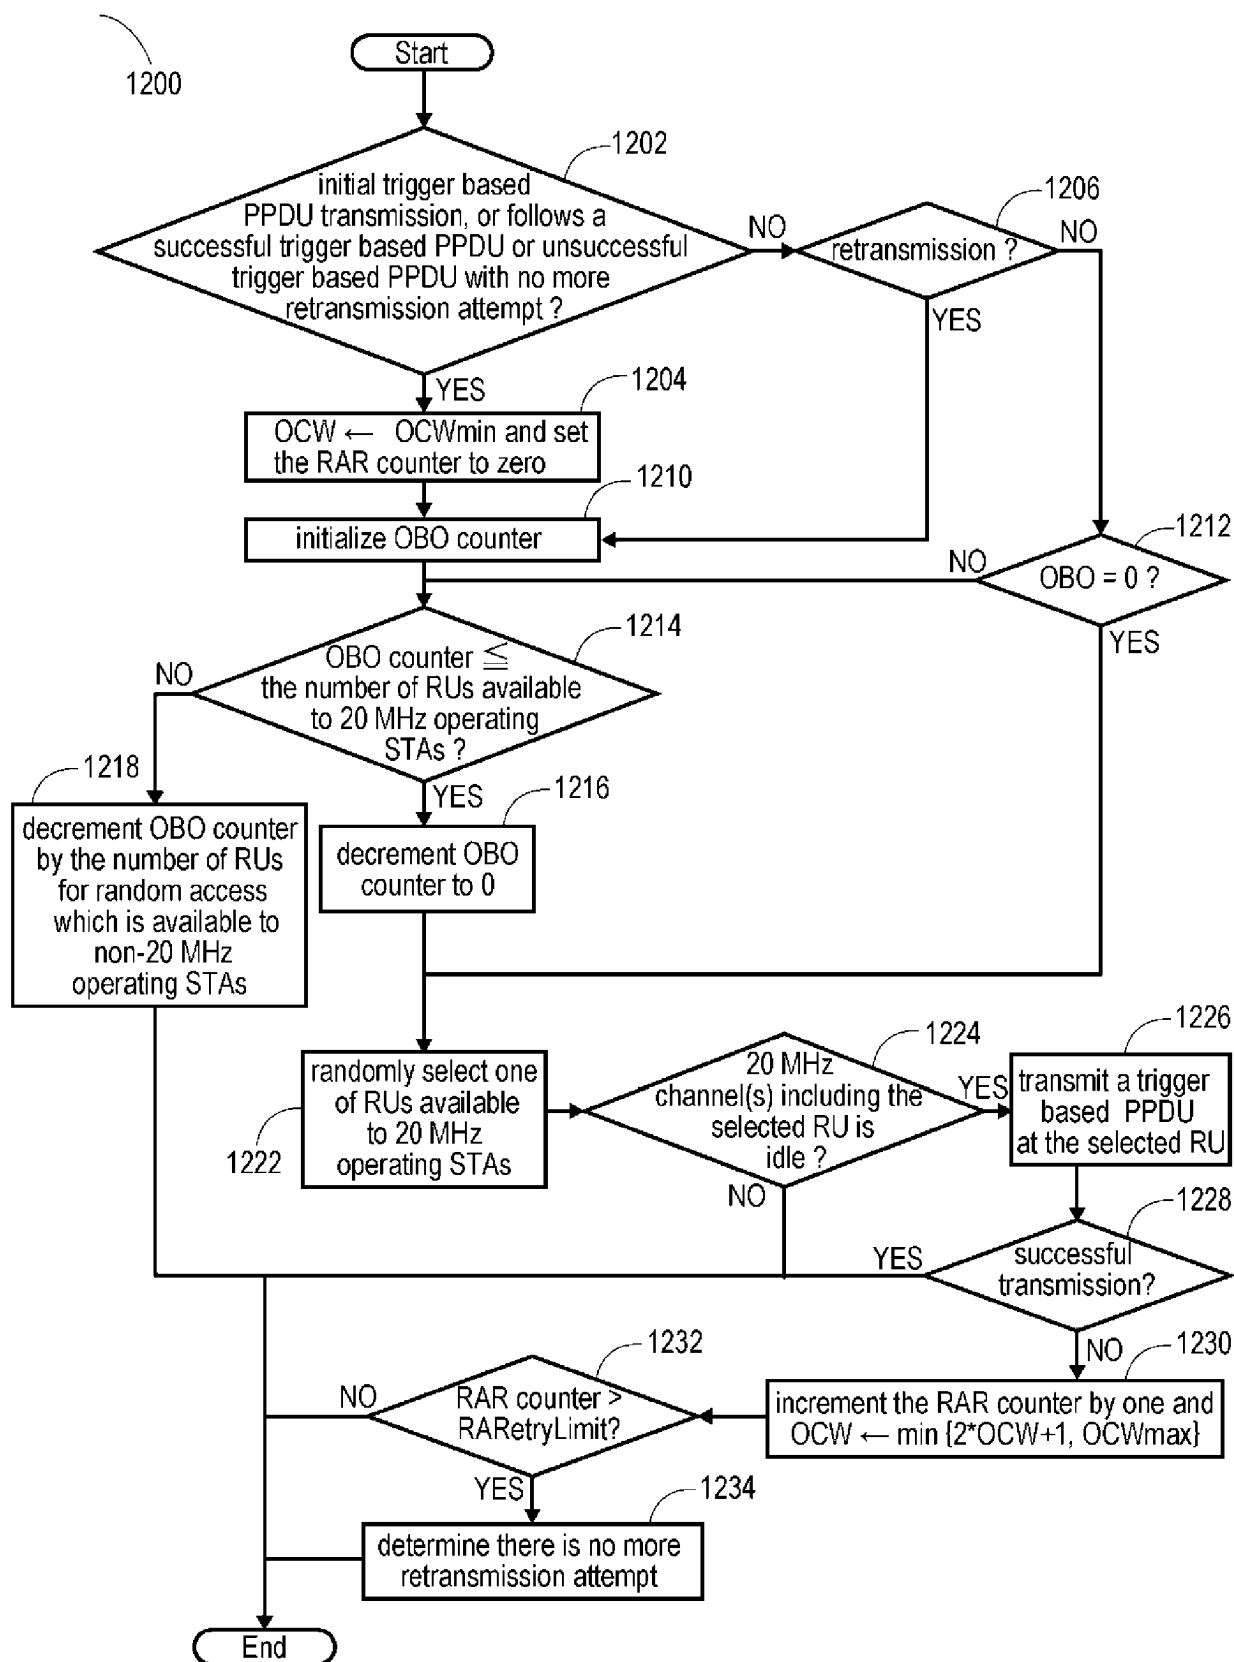 1200
Start
1202
initial trigger based
PPDU transmission, or follows a
successful trigger based PPDU or unsuccessful
trigger based PPDU with no more
retransmission attempt ?
NO
1206
retransmission ?
NO
YES
YES
1204
OCW ← OCWmin and set
the RAR counter to zero
1210
initialize OBO counter
1212
OBO = 0 ?
NO
YES
1214
OBO counter ≦
the number of RUs available
to 20 MHz operating
STAs ?
NO
YES
1218
decrement OBO counter
by the number of RUs
for random access
which is available to
non-20 MHz
operating STAs
1216
decrement OBO
counter to 0
randomly select one
of RUs available
to 20 MHz
operating STAs
1222
1224
20 MHz
channel(s) including the
selected RU is
idle ?
YES
NO
1226
transmit a trigger
based PPDU
at the selected RU
1228
successful
transmission?
YES
NO
1230
increment the RAR counter by one and
OCW ← min {2*OCW+1, OCWmax}
1232
RAR counter >
RARetryLimit?
NO
YES
1234
determine there is no more
retransmission attempt
End